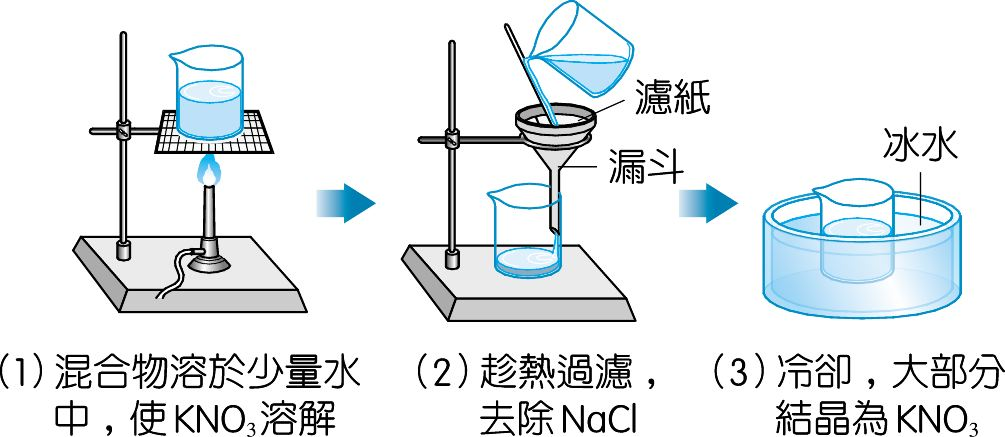 濾紙
漏斗
冰水
(1)混合物溶於少量水
中，使KNO₃溶解
(2)趁熱過濾，
去除NaCl
(3)冷卻，大部分
結晶為KNO₃